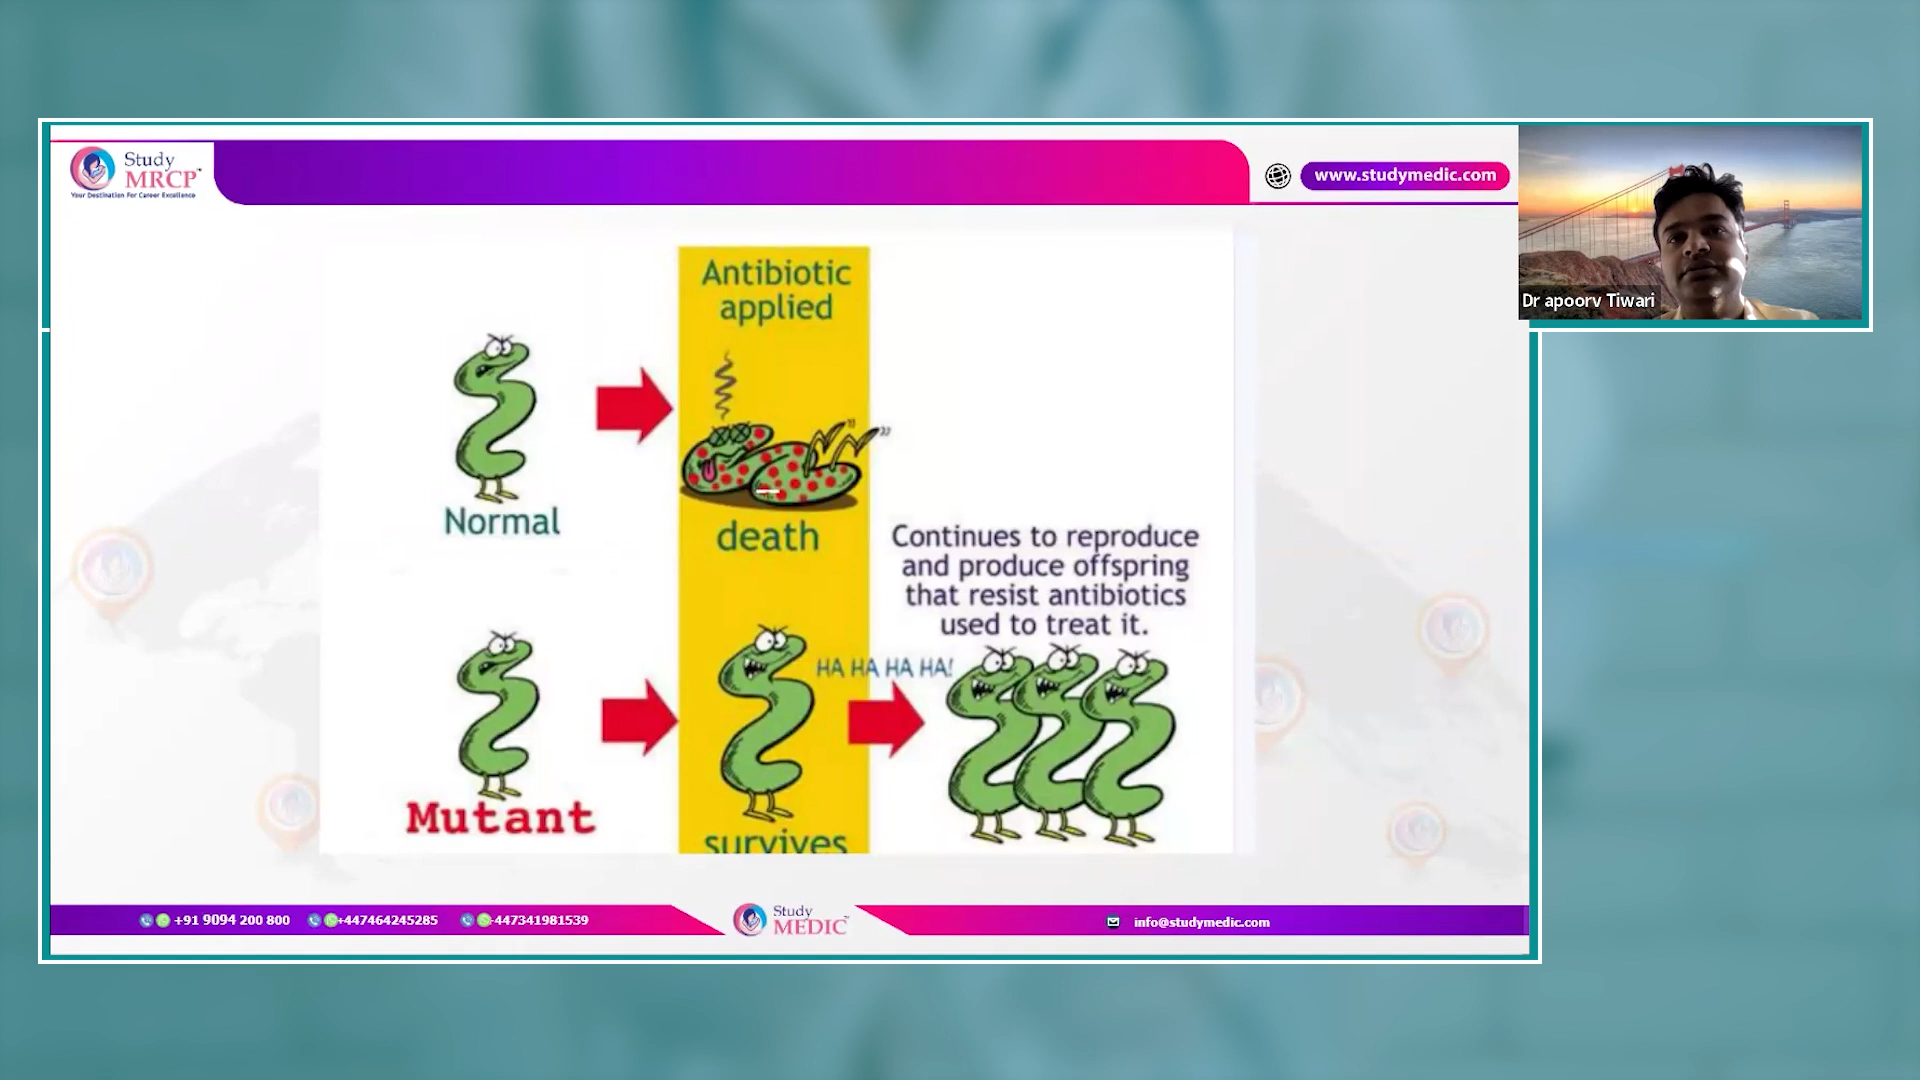 Study
MRCP™
Your Destination For Career Excellence
www.studymedic.com
Dr apoorv Tiwari
Antibiotic
applied
Normal
death
Continues to reproduce
and produce offspring
that resist antibiotics
used to treat it.
HA HA HA HA!
Mutant
survives
+91 9094 200 800
+447464245285
447341981539
Study
MEDIC™
info@studymedic.com